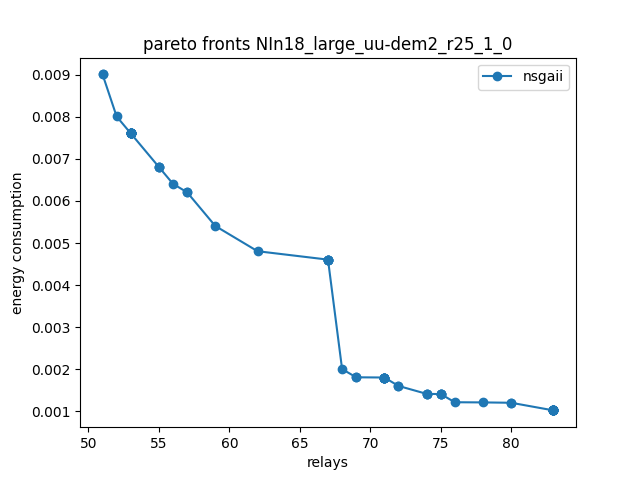 pareto fronts NIn18_large_uu-dem2_r25_1_0
nsgaii
energy consumption
0.009
0.008
0.007
0.006
0.005
0.004
0.003
0.002
0.001
50 55 60 65 70 75 80
relays